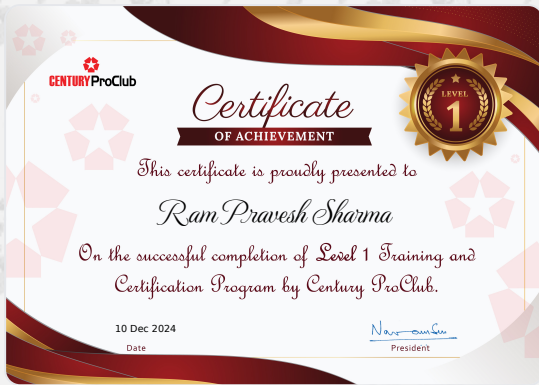 CENTURY ProClub
Certificate
OF ACHIEVEMENT
LEVEL
1
This certificate is proudly presented to
Ram Pravesh Sharma
On the successful completion of Level 1 Training and
Certification Program by Century ProClub.
10 Dec 2024
Date
President